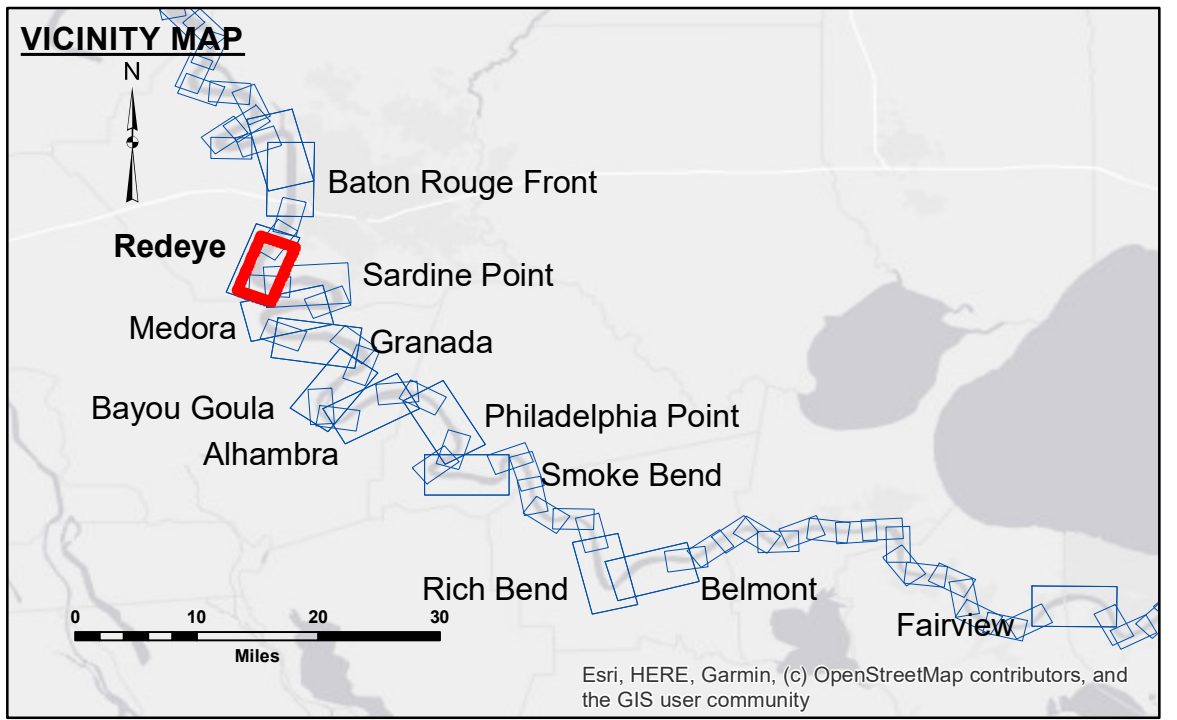 VICINITY MAP
N
Baton Rouge Front
Redeye
Sardine Point
Medora
Granada
Bayou Goula
Philadelphia Point
Alhambra
Smoke Bend
Rich Bend
Belmont
Fairview
0 10 20 30
Miles
Esri, HERE, Garmin, (c) OpenStreetMap contributors, and
the GIS user community